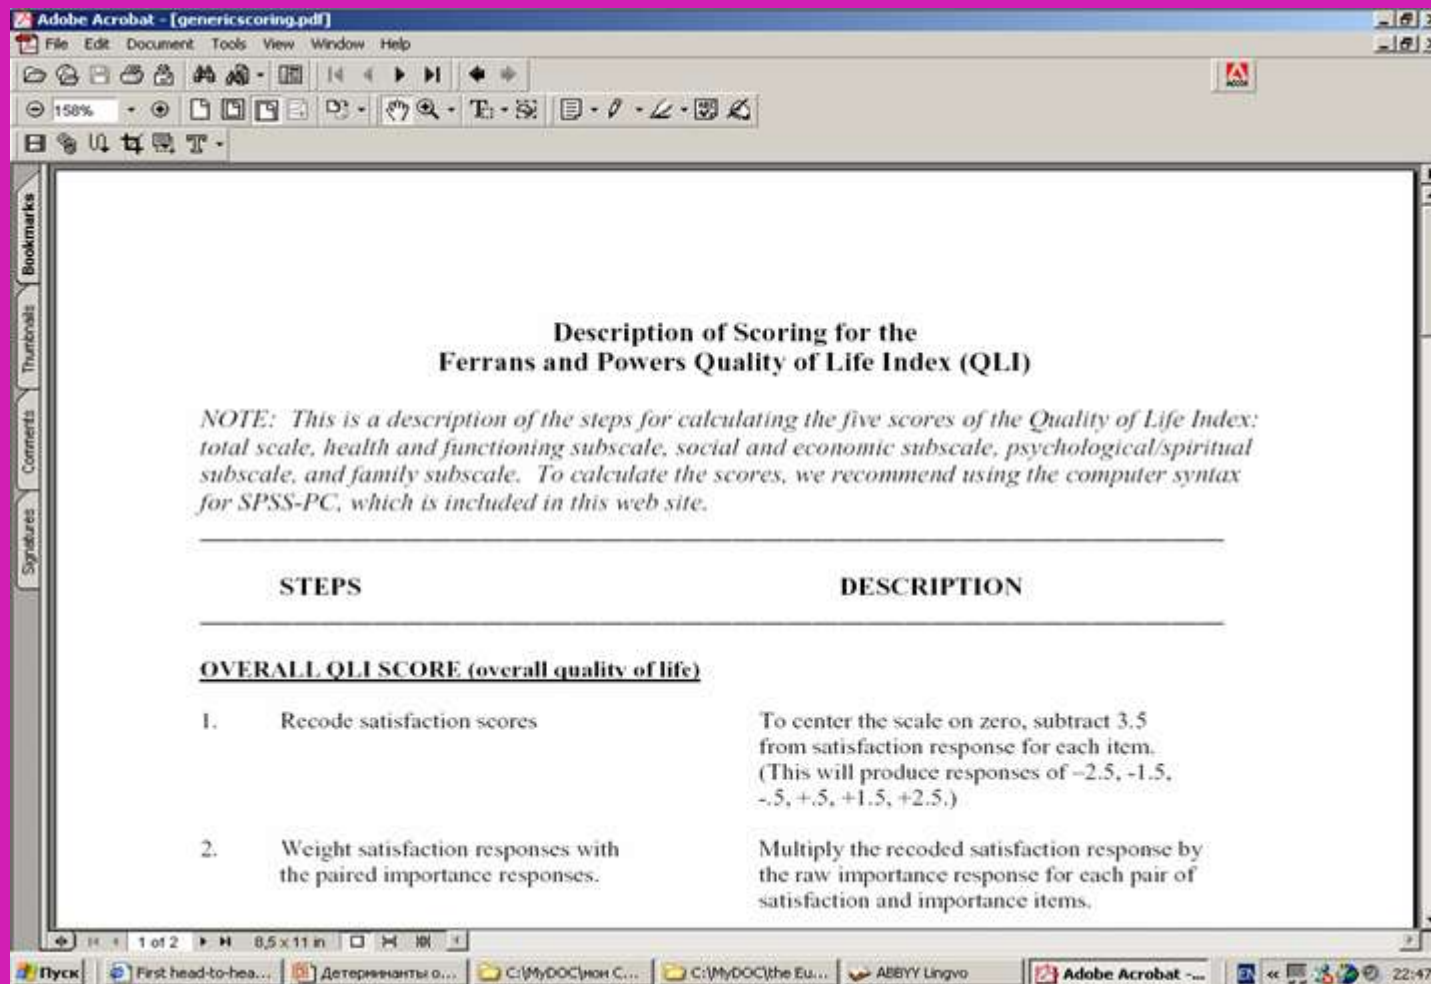 Adobe Acrobat - [genericscoring.pdf]
File Edit Document Tools View Window Help
158%
Bookmarks
Thumbnails
Comments
Signatures
Description of Scoring for the
Ferrans and Powers Quality of Life Index (QLI)
NOTE: This is a description of the steps for calculating the five scores of the Quality of Life Index:
total scale, health and functioning subscale, social and economic subscale, psychological/spiritual
subscale, and family subscale. To calculate the scores, we recommend using the computer syntax
for SPSS-PC, which is included in this web site.
STEPS DESCRIPTION
OVERALL QLI SCORE (overall quality of life)
1. Recode satisfaction scores To center the scale on zero, subtract 3.5
from satisfaction response for each item.
(This will produce responses of –2.5, -1.5,
-.5, +.5, +1.5, +2.5.)
2. Weight satisfaction responses with Multiply the recoded satisfaction response by
the paired importance responses. the raw importance response for each pair of
satisfaction and importance items.
1 of 2 8,5 x 11 in
Пуск First head-to-hea... Детерминанты о... C:\MyDOC\мои С... C:\MyDOC\the Eu... ABBYY Lingvo Adobe Acrobat -... EN « 22:47